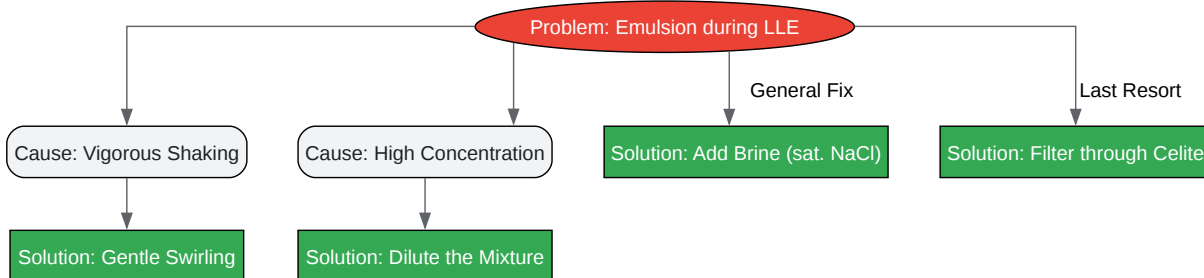 Problem: Emulsion during LLE
General Fix
Last Resort
Cause: Vigorous Shaking
Cause: High Concentration
Solution: Add Brine (sat. NaCl)
Solution: Filter through Celite
Solution: Gentle Swirling
Solution: Dilute the Mixture